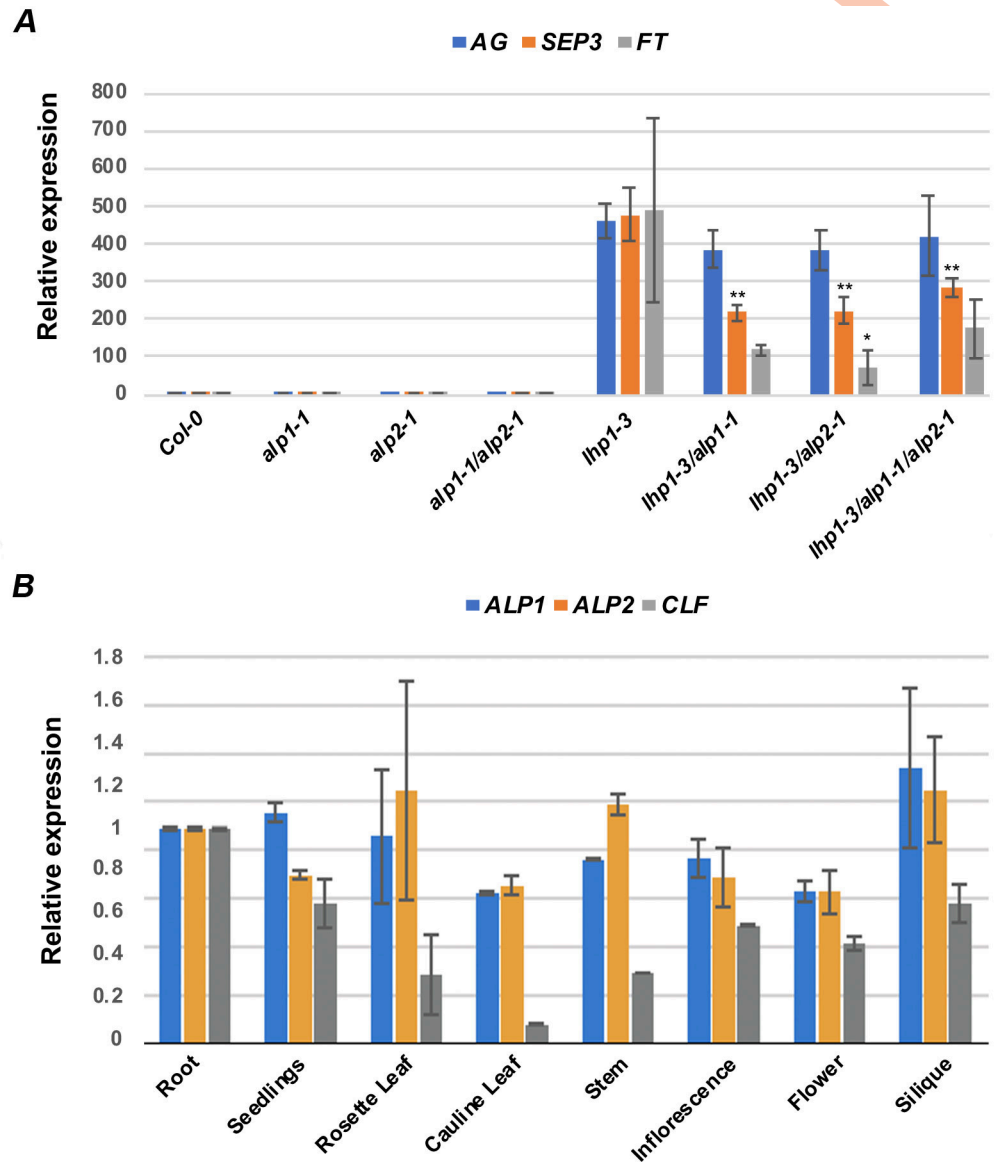 A
AG SEP3 FT
Relative expression
800
700
600
500
400
300
200
100
0
**
**
*
**
Col-0
alp1-1
alp2-1
alp1-1/alp2-1
lhp1-3
lhp1-3/alp1-1
lhp1-3/alp2-1
lhp1-3/alp1-1/alp2-1
B
ALP1 ALP2 CLF
Relative expression
1.8
1.6
1.4
1.2
1
0.8
0.6
0.4
0.2
0
Root
Seedlings
Rosette Leaf
Cauline Leaf
Stem
Inflorescence
Flower
Silique